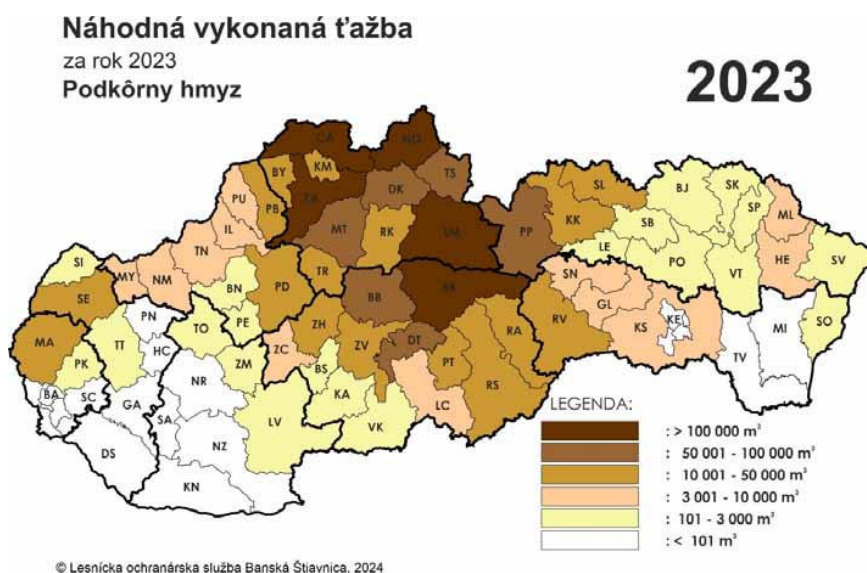 Náhodná vykonaná ťažba
za rok 2023
Podkôrny hmyz
2023
CA
NO
BY
KM
TS
PU
PB
ZA
DK
SL
BJ
SK
SP
ML
IL
MT
RK
LM
PP
KK
SB
TN
LE
HE
SV
SI
MY
NM
BN
PD
TR
BB
BR
SN
PO
VT
SE
PN
TO
PE
ZH
GL
RV
KS
KE
MI
SO
MA
TT
HC
ZC
ZV
DT
PT
RA
TV
PK
ZM
BS
BA
SC
NR
KA
RS
GA
SA
LV
LC
DS
NZ
VK
KN
LEGENDA:
: > 100 000 m³
: 50 001 - 100 000 m³
: 10 001 - 50 000 m³
: 3 001 - 10 000 m³
: 101 - 3 000 m³
: < 101 m³
© Lesnícka ochranárska služba Banská Štiavnica, 2024